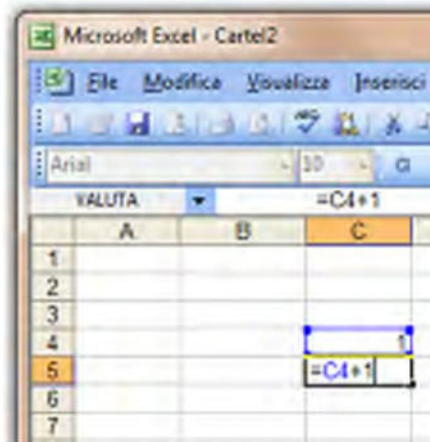 Microsoft Excel - Cartel2
File Modifica Visualizza Inserisci
Arial 10 G
VALUTA =C4+1
A B C
1
2
3
4 1
5 =C4+1
6
7